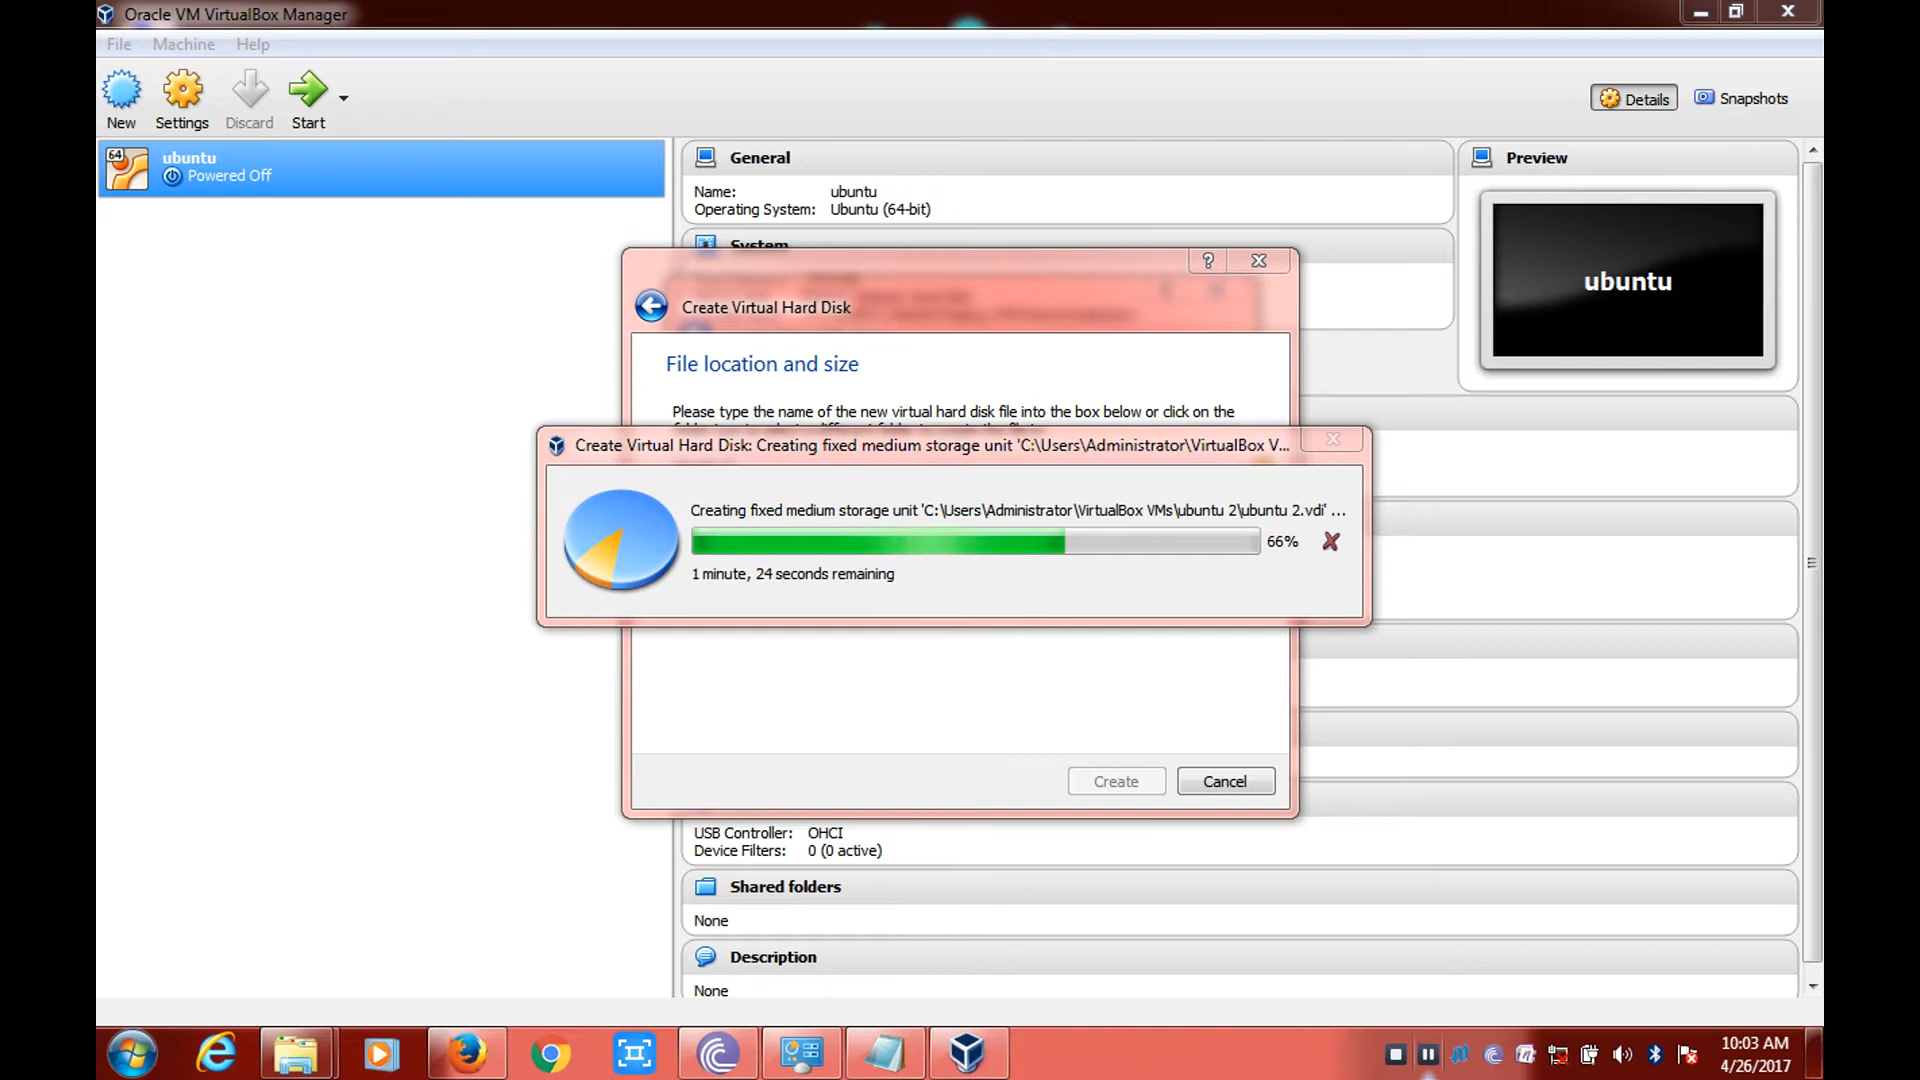 Oracle VM VirtualBox Manager
File Machine Help
New Settings Discard Start
Details Snapshots
64
ubuntu
Powered Off
General
Name: ubuntu
Operating System: Ubuntu (64-bit)
System
Preview
ubuntu
?
Create Virtual Hard Disk
File location and size
Please type the name of the new virtual hard disk file into the box below or click on the
Create Virtual Hard Disk: Creating fixed medium storage unit 'C:\Users\Administrator\VirtualBox V...
Creating fixed medium storage unit 'C:\Users\Administrator\VirtualBox VMs\ubuntu 2\ubuntu 2.vdi' ...
66%
1 minute, 24 seconds remaining
Create Cancel
USB Controller: OHCI
Device Filters: 0 (0 active)
Shared folders
None
Description
None
10:03 AM
4/26/2017